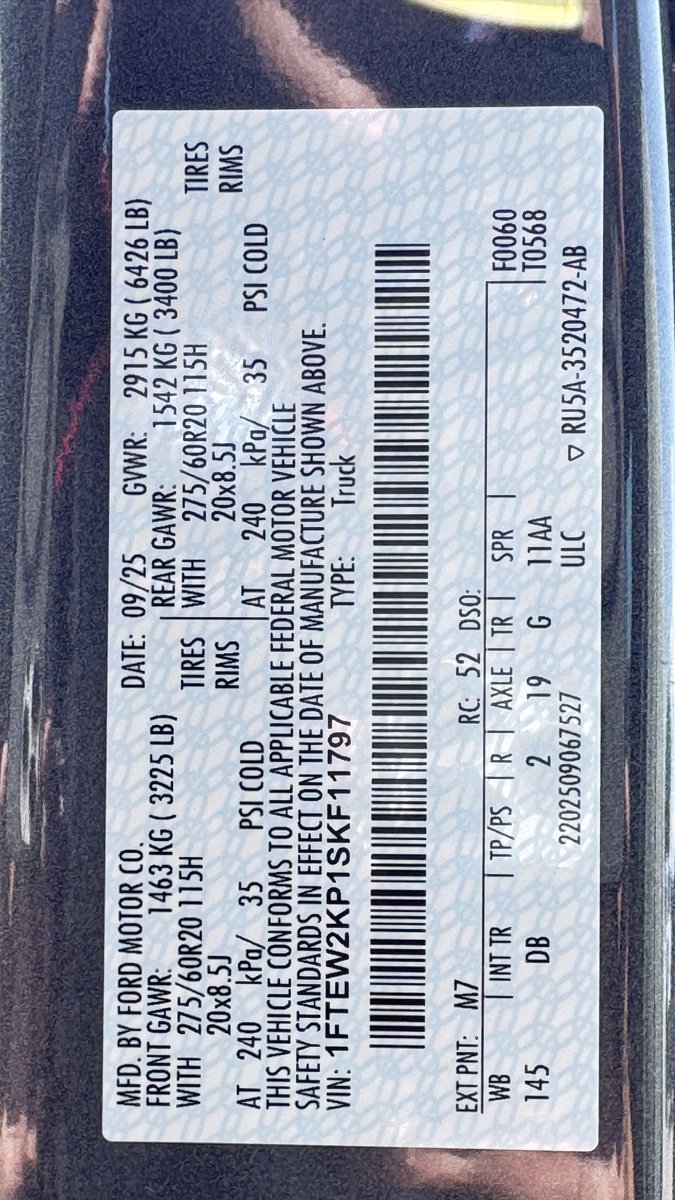 MFD. BY FORD MOTOR CO. DATE: 09/25 GVWR: 2915 KG ( 6426 LB)
FRONT GAWR: 1463 KG ( 3225 LB) REAR GAWR: 1542 KG ( 3400 LB)
WITH 275/60R20 115H TIRES WITH 275/60R20 115H TIRES
20x8.5J RIMS 20x8.5J RIMS
AT 240 kPa/ 35 PSI COLD AT 240 kPa/ 35 PSI COLD
THIS VEHICLE CONFORMS TO ALL APPLICABLE FEDERAL MOTOR VEHICLE
SAFETY STANDARDS IN EFFECT ON THE DATE OF MANUFACTURE SHOWN ABOVE.
VIN: 1FTEW2KP1SKF11797 TYPE: Truck
EXT PNT: M7 RC: 52 DSO:
WB INT TR TP/PS R AXLE TR SPR F0060
145 DB 2 19 G 11AA T0568
2202509067527 ULC ▽ RU5A-3520472-AB